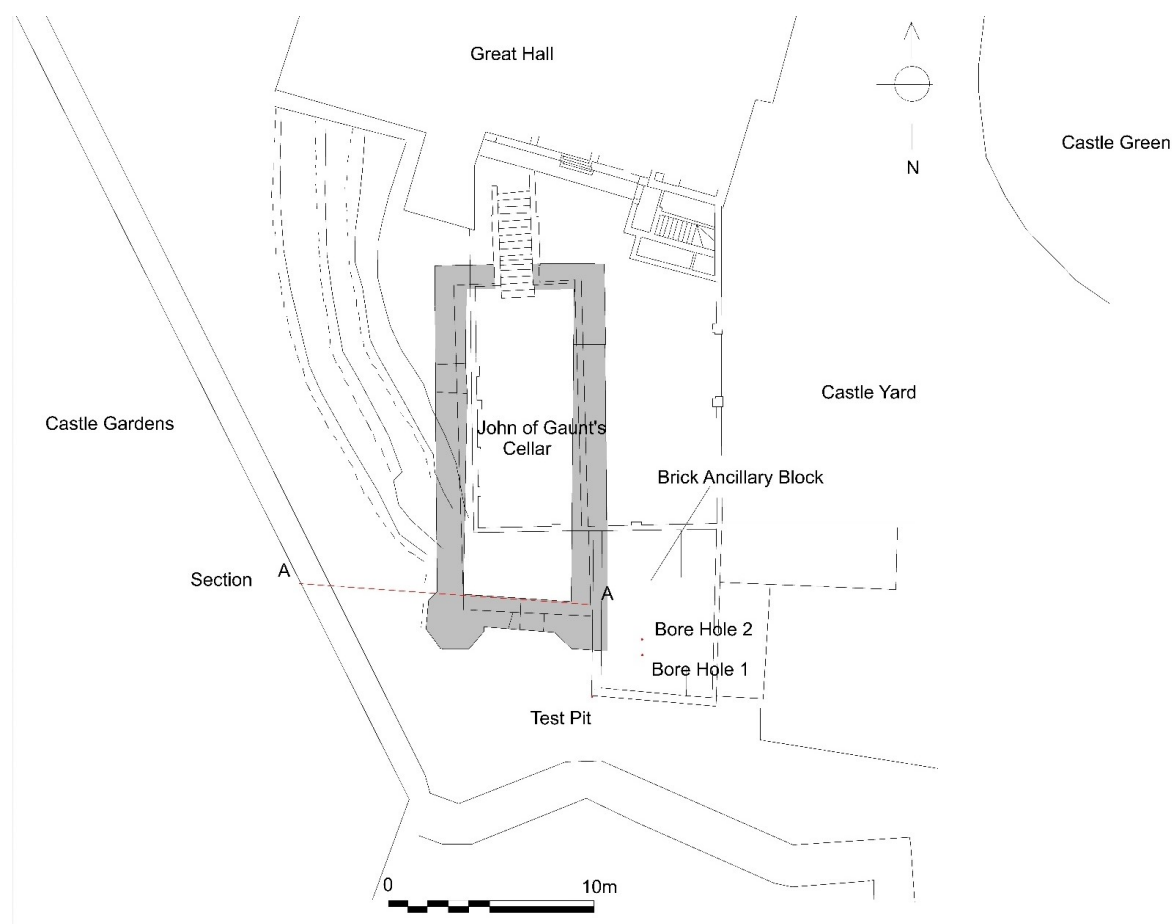 Great Hall
Castle Green
N
Castle Gardens
Castle Yard
John of Gaunt's
Cellar
Brick Ancillary Block
Section
A
A
Bore Hole 2
Bore Hole 1
Test Pit
0
10m